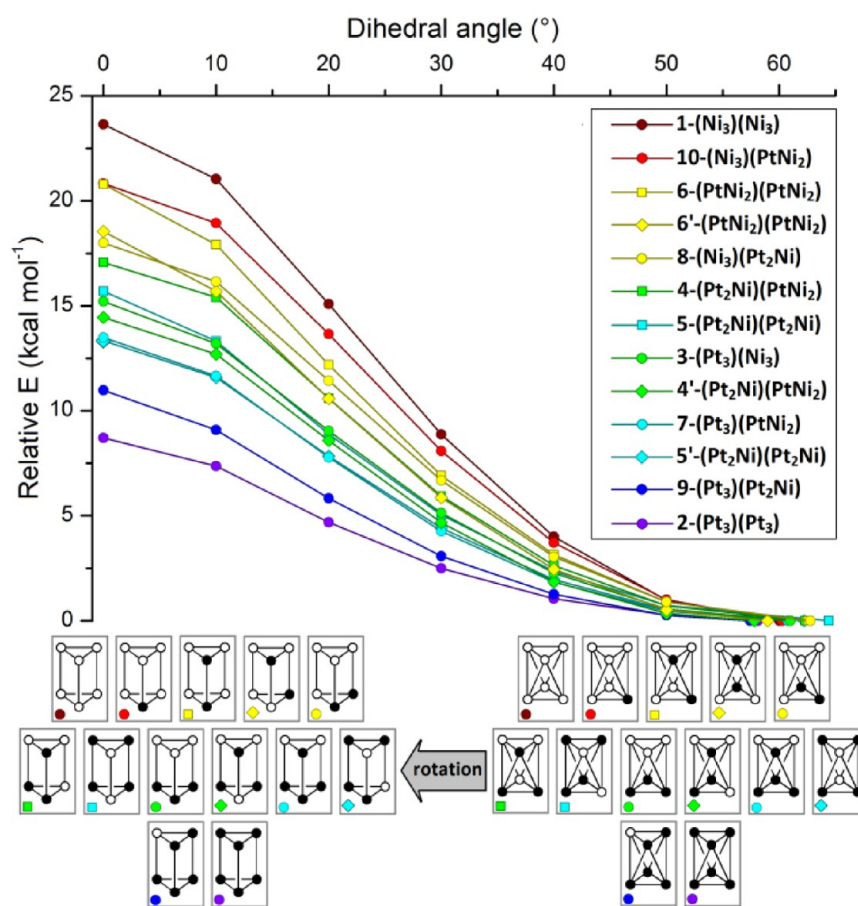 Dihedral angle (°)
0 10 20 30 40 50 60
25
20
15
10
5
0
Relative E (kcal mol⁻¹)
1-(Ni₃)(Ni₃)
10-(Ni₃)(PtNi₂)
6-(PtNi₂)(PtNi₂)
6'-(PtNi₂)(PtNi₂)
8-(Ni₃)(Pt₂Ni)
4-(Pt₂Ni)(PtNi₂)
5-(Pt₂Ni)(Pt₂Ni)
3-(Pt₃)(Ni₃)
4'-(Pt₂Ni)(PtNi₂)
7-(Pt₃)(PtNi₂)
5'-(Pt₂Ni)(Pt₂Ni)
9-(Pt₃)(Pt₂Ni)
2-(Pt₃)(Pt₃)
rotation